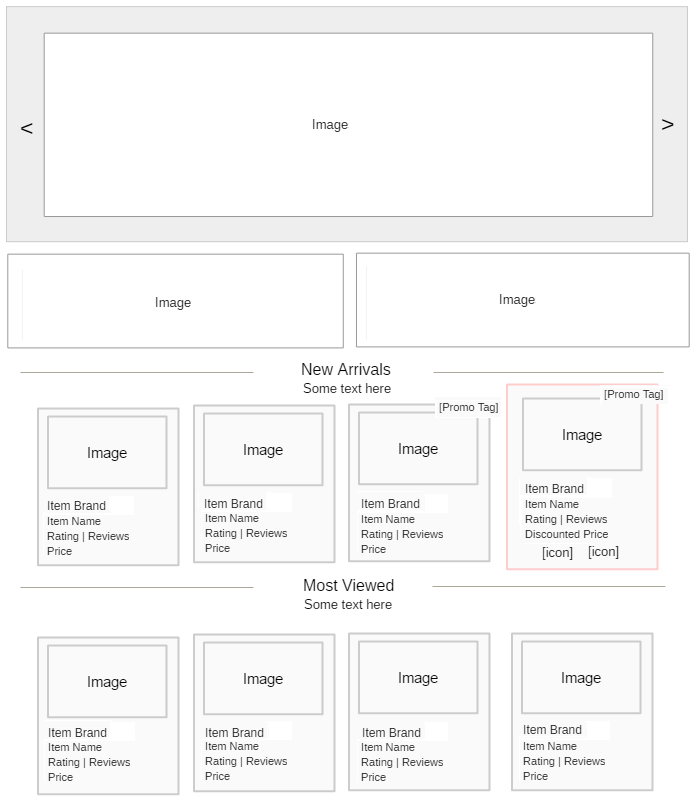 Image
<
>
Image
Image
New Arrivals
Some text here
Image
Item Brand
Item Name
Rating | Reviews
Price
Image
Item Brand
Item Name
Rating | Reviews
Price
[Promo Tag]
Image
Item Brand
Item Name
Rating | Reviews
Price
[Promo Tag]
Image
Item Brand
Item Name
Rating | Reviews
Discounted Price
[icon] [icon]
Most Viewed
Some text here
Image
Item Brand
Item Name
Rating | Reviews
Price
Image
Item Brand
Item Name
Rating | Reviews
Price
Image
Item Brand
Item Name
Rating | Reviews
Price
Image
Item Brand
Item Name
Rating | Reviews
Price